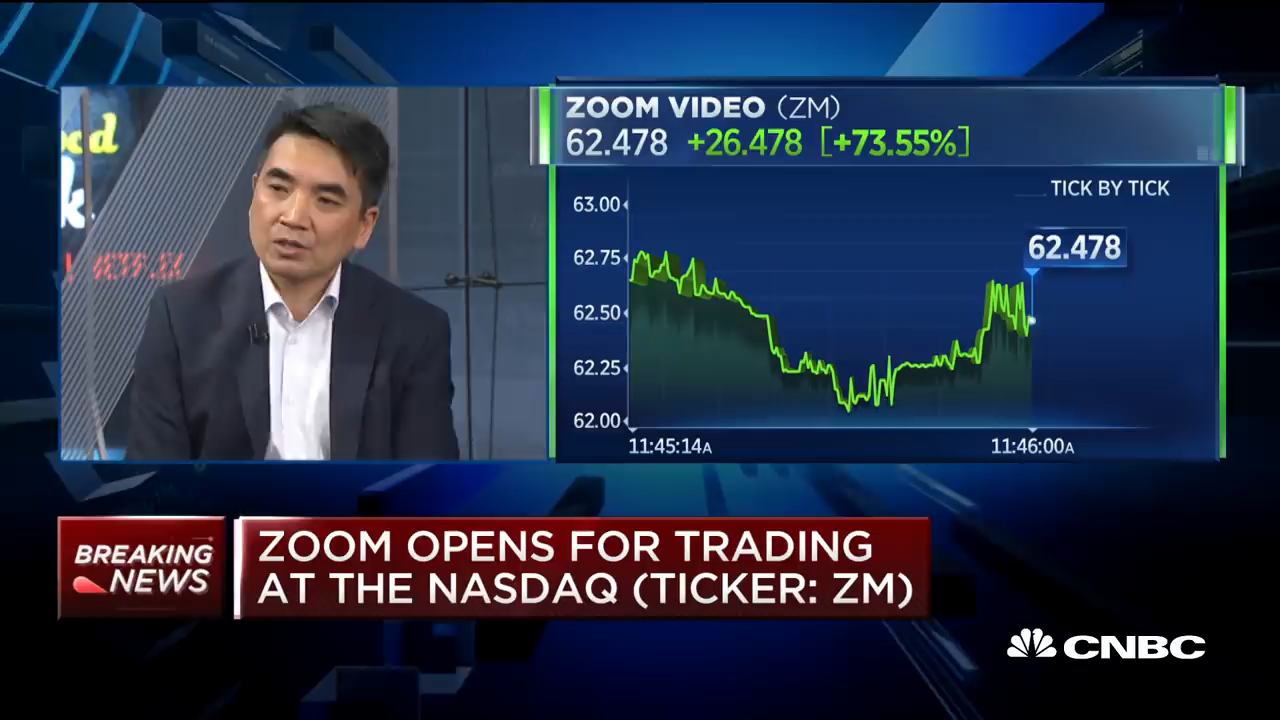 ZOOM VIDEO (ZM)
62.478 +26.478 [+73.55%]
TICK BY TICK
63.00
62.75
62.50
62.25
62.00
62.478
11:45:14A
11:46:00A
BREAKING
NEWS
ZOOM OPENS FOR TRADING
AT THE NASDAQ (TICKER: ZM)
CNBC